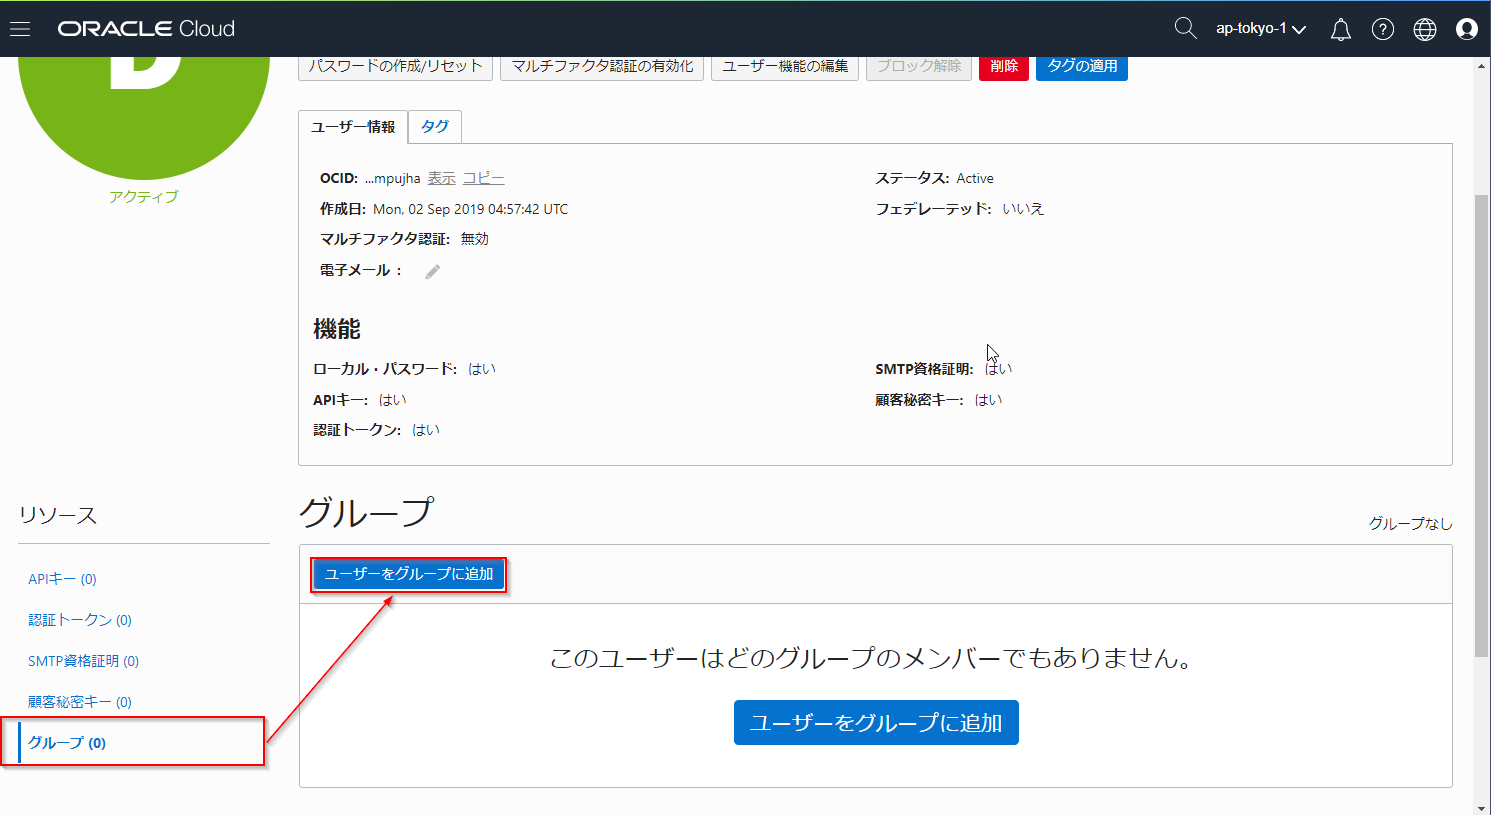 ORACLE Cloud
ap-tokyo-1
パスワードの作成/リセット
マルチファクタ認証の有効化
ユーザー機能の編集
ブロック解除
削除
タグの適用
アクティブ
ユーザー情報
タグ
OCID: ...mpujha 表示 コピー
ステータス: Active
作成日: Mon, 02 Sep 2019 04:57:42 UTC
フェデレーテッド: いいえ
マルチファクタ認証: 無効
電子メール :
機能
ローカル・パスワード: はい
SMTP資格証明: はい
APIキー: はい
顧客秘密キー: はい
認証トークン: はい
リソース
APIキー (0)
認証トークン (0)
SMTP資格証明 (0)
顧客秘密キー (0)
グループ (0)
グループ
グループなし
ユーザーをグループに追加
このユーザーはどのグループのメンバーでもありません。
ユーザーをグループに追加